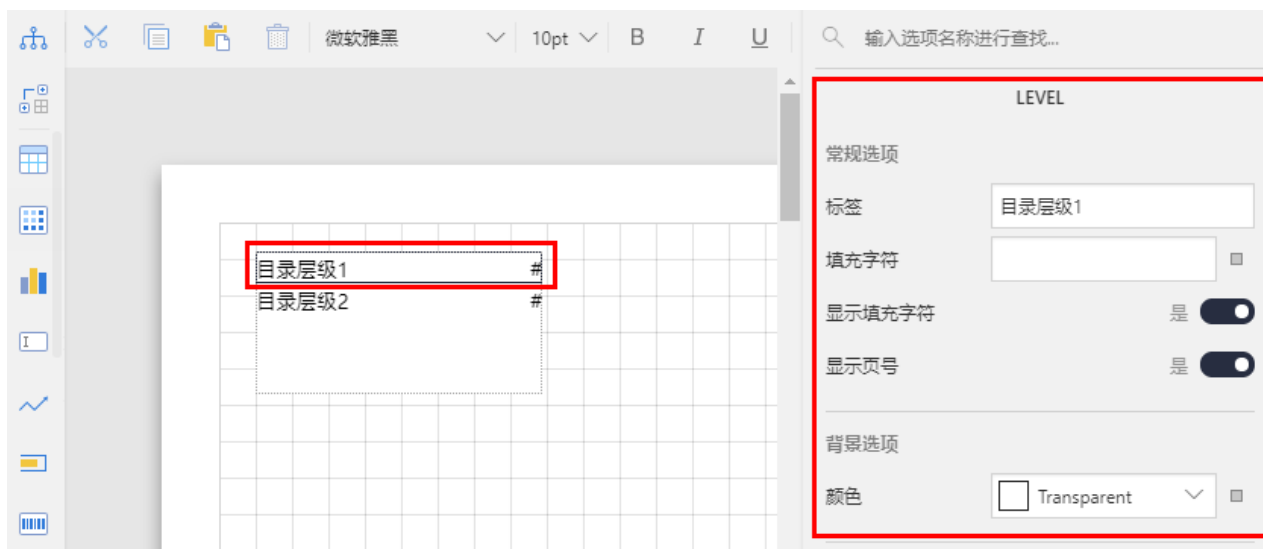 微软雅黑 10pt B I U
输入选项名称进行查找...
LEVEL
常规选项
标签 目录层级1
填充字符
显示填充字符 是
显示页号 是
背景选项
颜色 Transparent
目录层级1 #
目录层级2 #